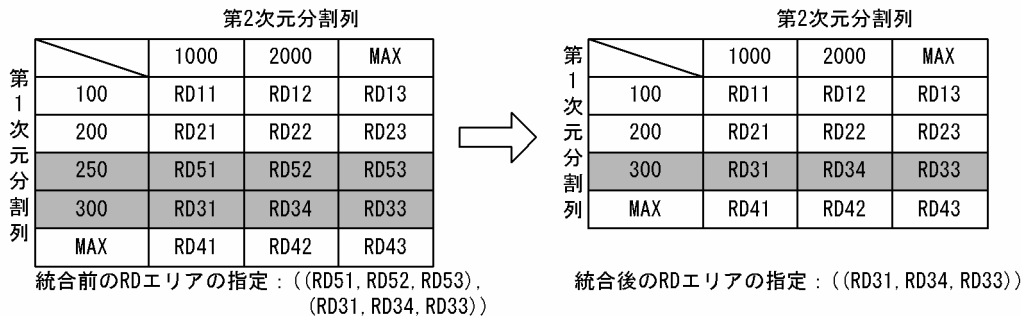 第2次元分割列
第1次元分割列
1000 2000 MAX
100 RD11 RD12 RD13
200 RD21 RD22 RD23
250 RD51 RD52 RD53
300 RD31 RD34 RD33
MAX RD41 RD42 RD43
統合前のRDエリアの指定：((RD51,RD52,RD53),
(RD31,RD34,RD33))
第2次元分割列
第1次元分割列
1000 2000 MAX
100 RD11 RD12 RD13
200 RD21 RD22 RD23
300 RD31 RD34 RD33
MAX RD41 RD42 RD43
統合後のRDエリアの指定：((RD31,RD34,RD33))